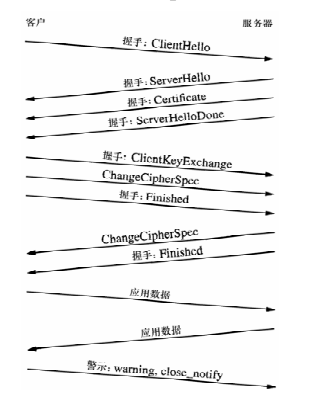 客户 服务器
握手: ClientHello
握手: ServerHello
握手: Certificate
握手: ServerHelloDone
握手: ClientKeyExchange
ChangeCipherSpec
握手: Finished
ChangeCipherSpec
握手: Finished
应用数据
应用数据
警示: warning, close_notify